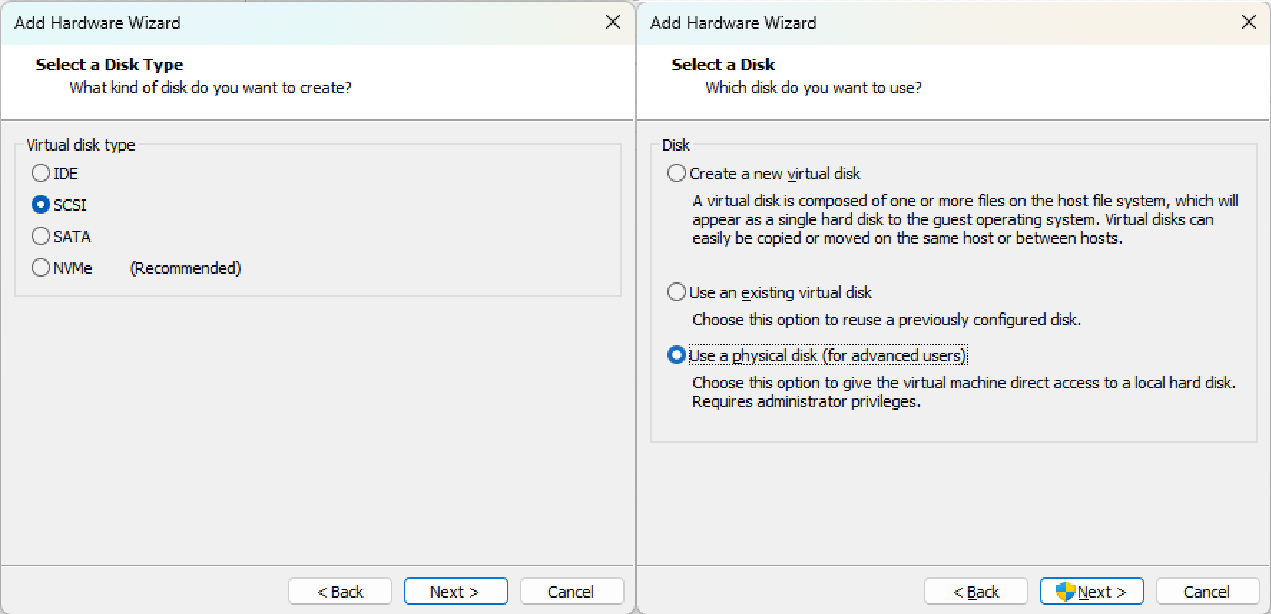 Add Hardware Wizard
Select a Disk Type
What kind of disk do you want to create?
Virtual disk type
IDE
SCSI
SATA
NVMe (Recommended)
< Back Next > Cancel
Add Hardware Wizard
Select a Disk
Which disk do you want to use?
Disk
Create a new virtual disk
A virtual disk is composed of one or more files on the host file system, which will
appear as a single hard disk to the guest operating system. Virtual disks can
easily be copied or moved on the same host or between hosts.
Use an existing virtual disk
Choose this option to reuse a previously configured disk.
Use a physical disk (for advanced users)
Choose this option to give the virtual machine direct access to a local hard disk.
Requires administrator privileges.
< Back Next > Cancel